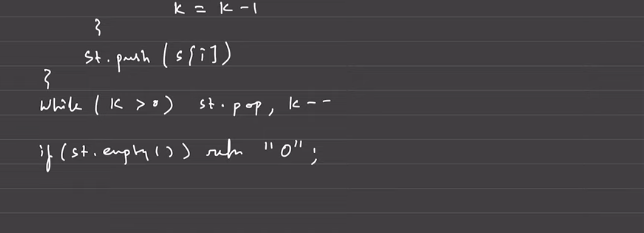 k = k - 1
}
st.push(s[i])
}
while (k > 0) st.pop, k--
if (st.empty()) return "0";